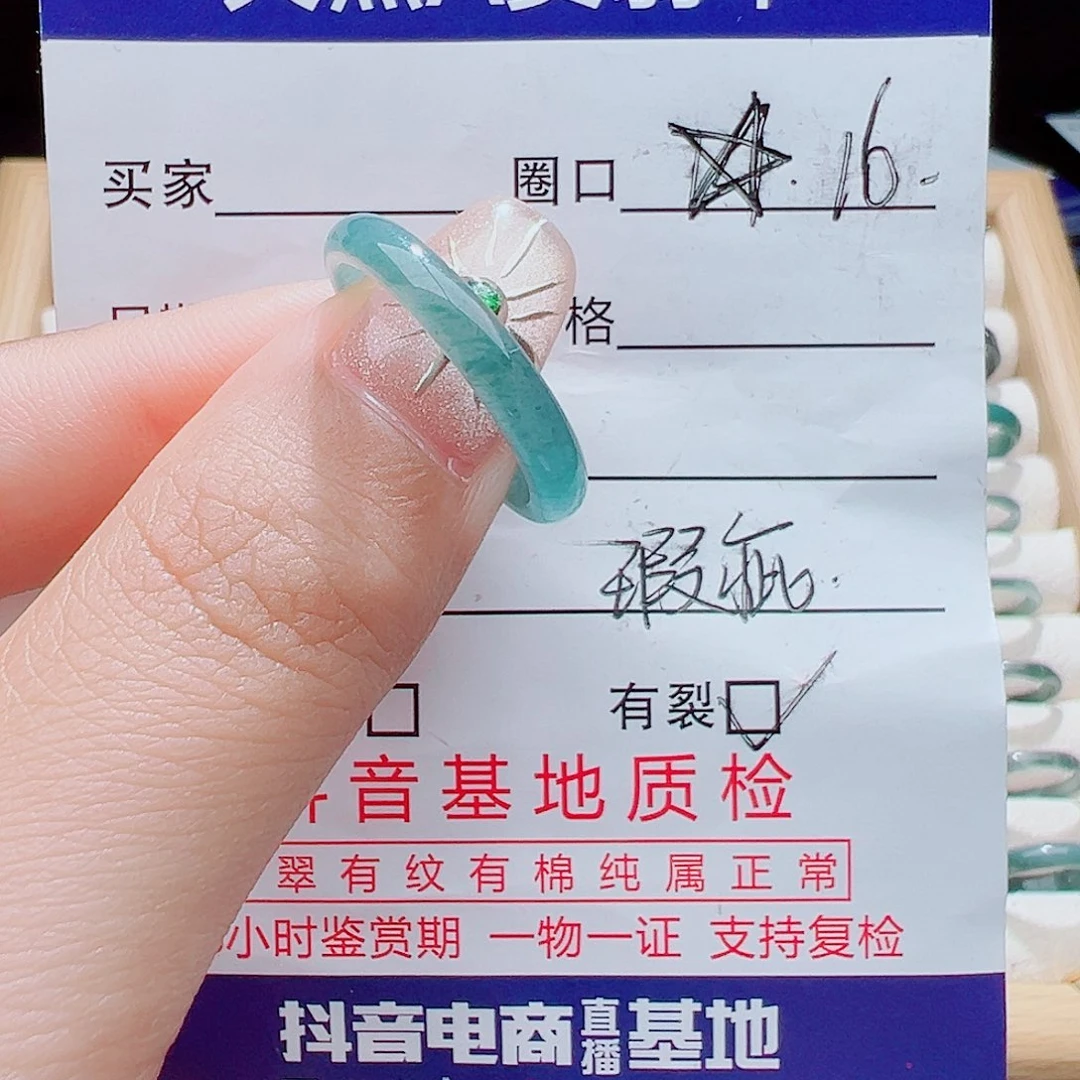 买家 圈口 ☆. 16.
格
瑕疵.
有裂
音基地质检
翠有纹有棉纯属正常
小时鉴赏期 一物一证 支持复检
抖音电商直播基地